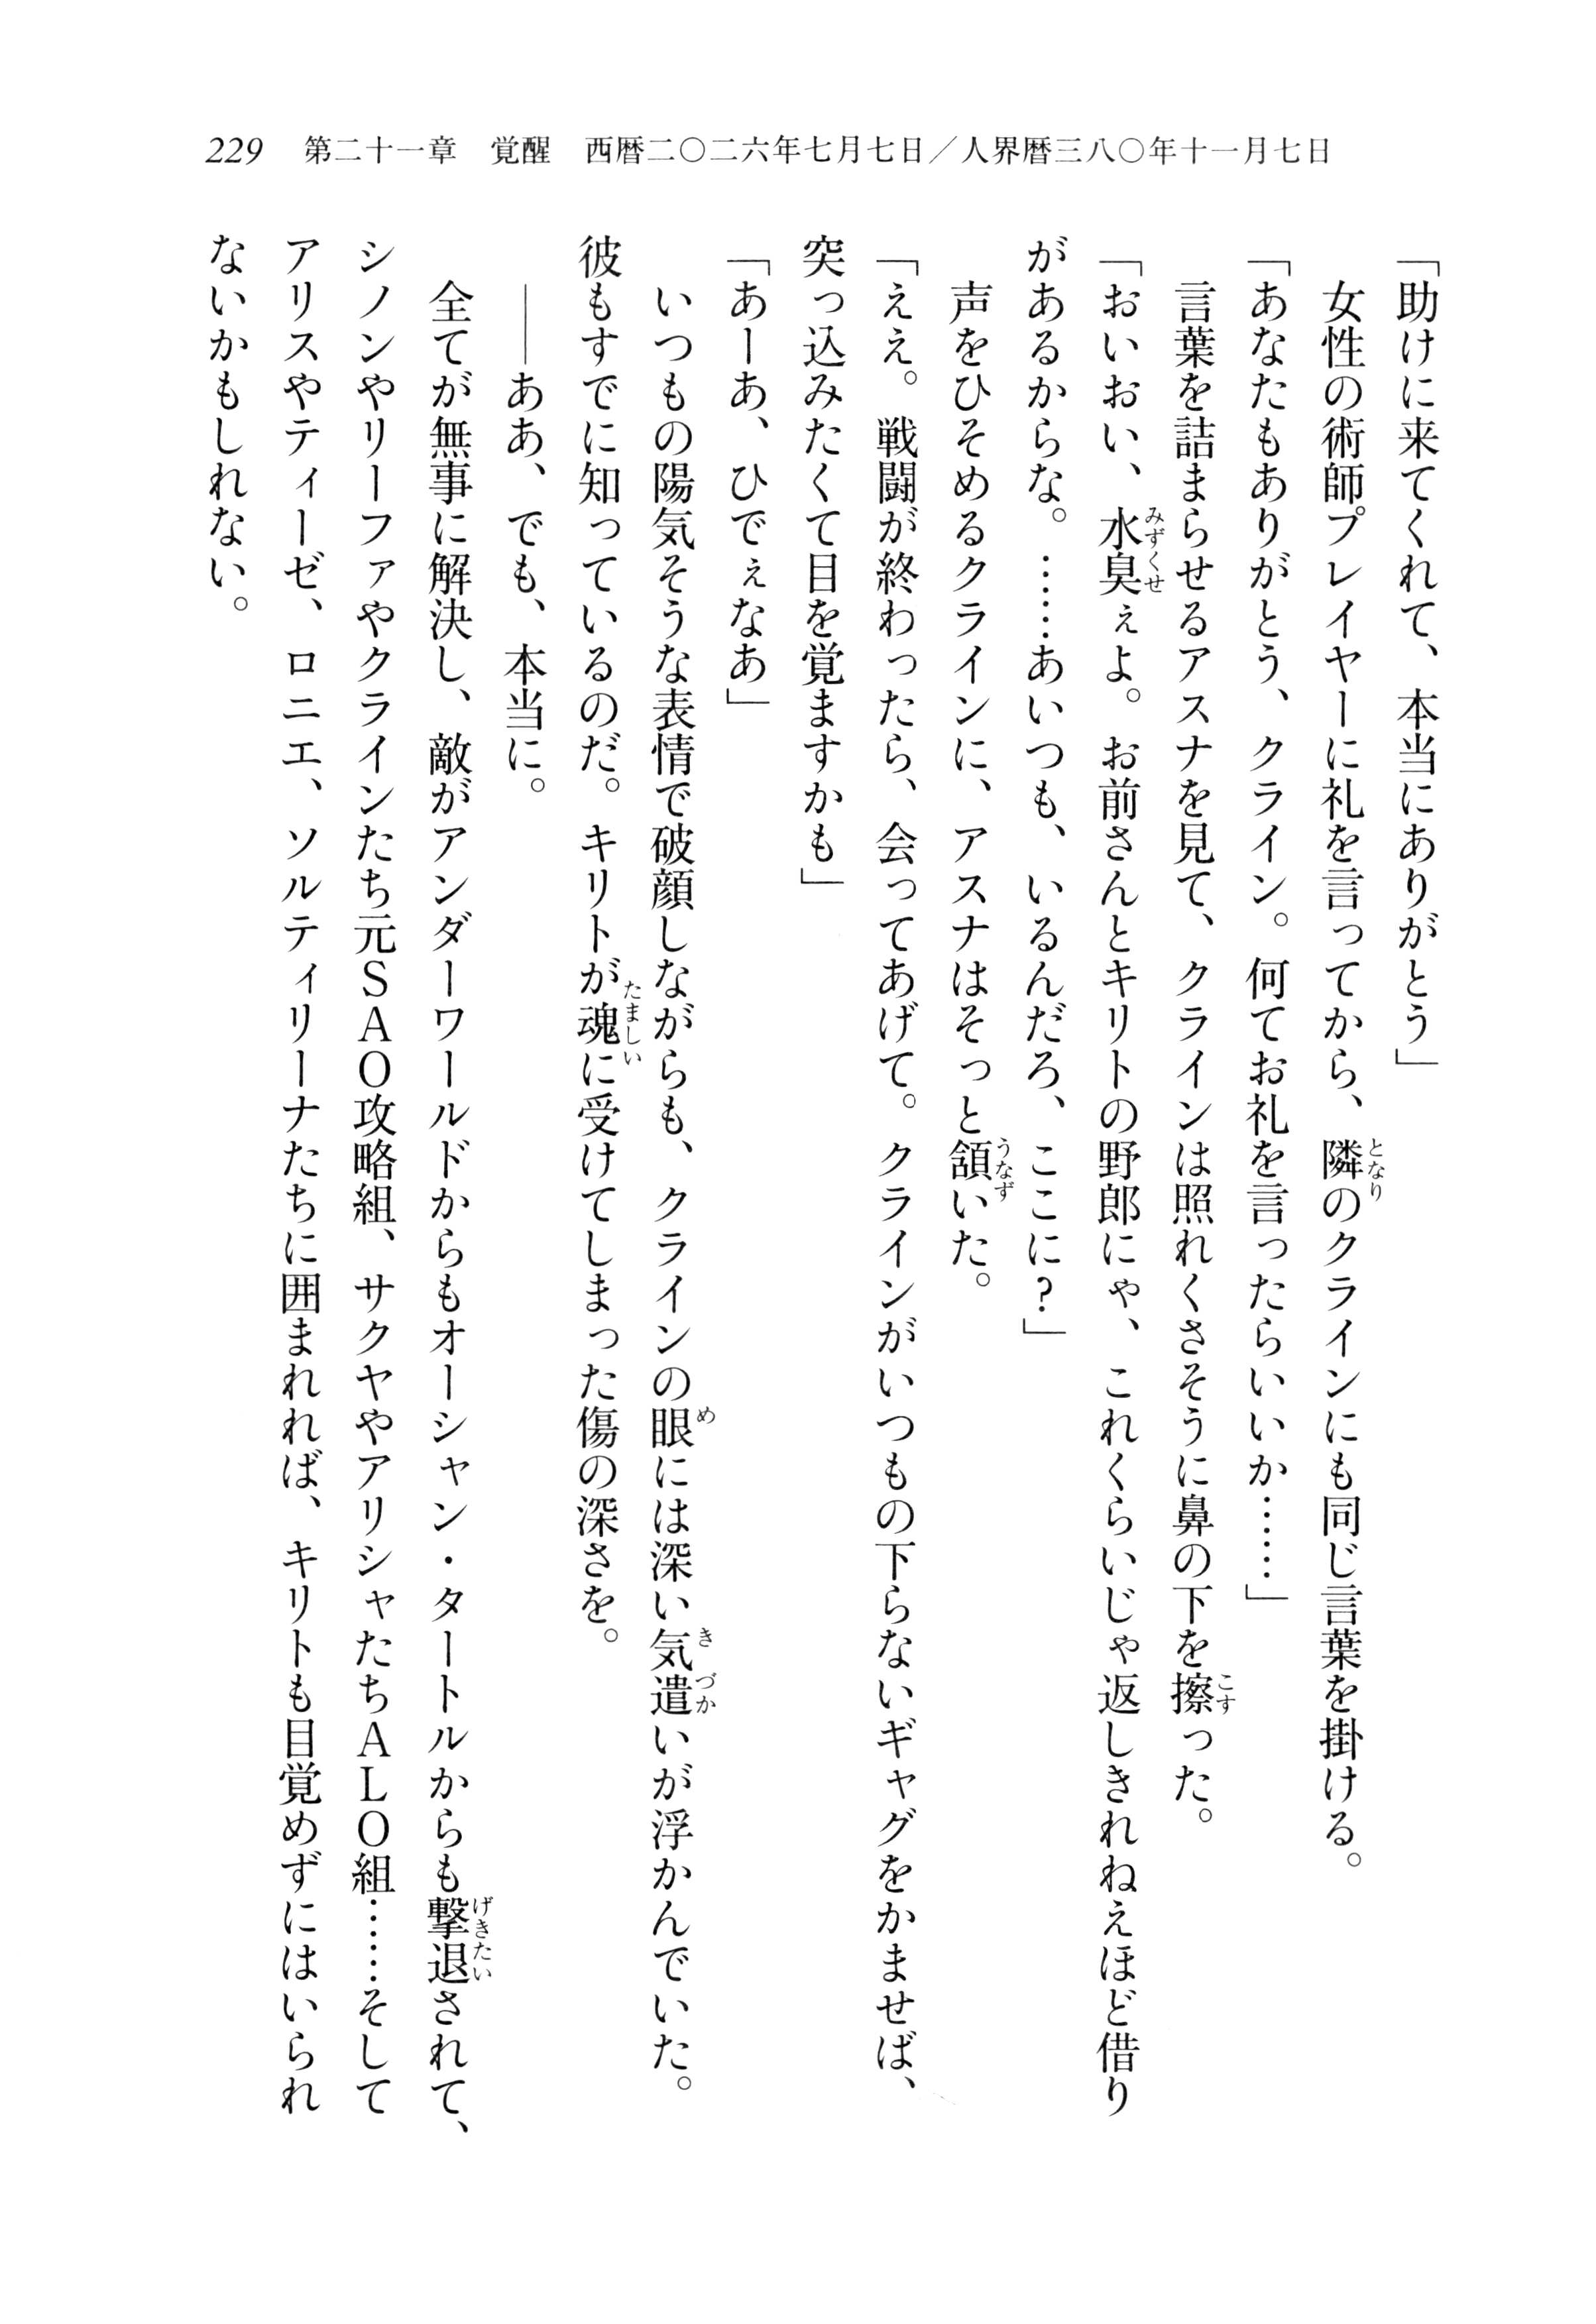 229　第二十一章　覚醒　西暦二〇二六年七月七日／人界暦三八〇年十一月七日
「助けに来てくれて、本当にありがとう」
　女性の術師プレイヤーに礼を言ってから、隣のクラインにも同じ言葉を掛ける。
「あなたもありがとう、クライン。何てお礼を言ったらいいか……」
　言葉を詰まらせるアスナを見て、クラインは照れくさそうに鼻の下を擦った。
「おいおい、水臭ぇよ。お前さんとキリトの野郎にゃ、これくらいじゃ返しきれねえほど借り
があるからな。……あいつも、いるんだろ、ここに？」
　声をひそめるクラインに、アスナはそっと頷いた。
「ええ。戦闘が終わったら、会ってあげて。クラインがいつもの下らないギャグをかませば、
突っ込みたくて目を覚ますかも」
「あーあ、ひでぇなあ」
　いつもの陽気そうな表情で破顔しながらも、クラインの眼には深い気遣いが浮かんでいた。
彼もすでに知っているのだ。キリトが魂に受けてしまった傷の深さを。
　――ああ、でも、本当に。
　全てが無事に解決し、敵がアンダーワールドからもオーシャン・タートルからも撃退されて、
シノンやリーファやクラインたち元ＳＡＯ攻略組、サクヤやアリシャたちＡＬＯ組……そして
アリスやティーゼ、ロニエ、ソルティリーナたちに囲まれれば、キリトも目覚めずにはいられ
ないかもしれない。